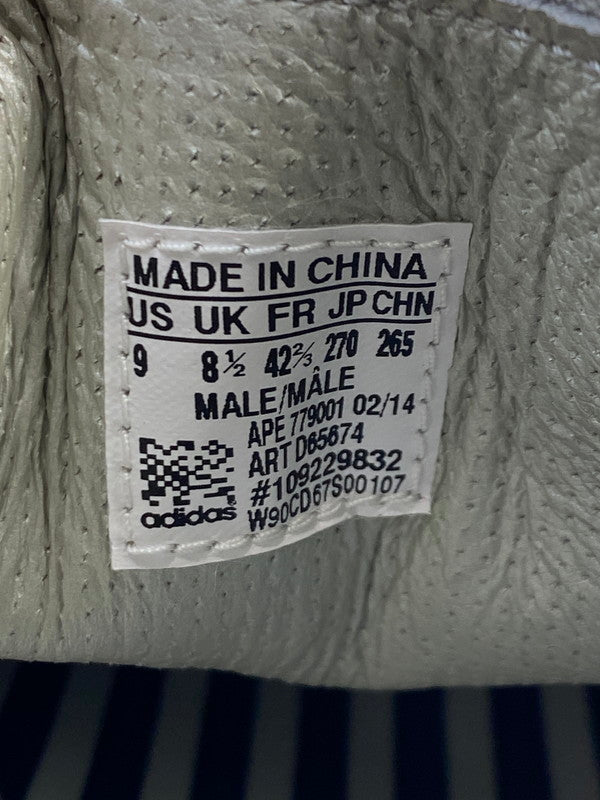 MADE IN CHINA
US UK FR JP CHN
9 8½ 42⅔ 270 265
MALE/MÂLE
APE 779001 02/14
ART D65674
#109229832
adidas
W90CD67S00107